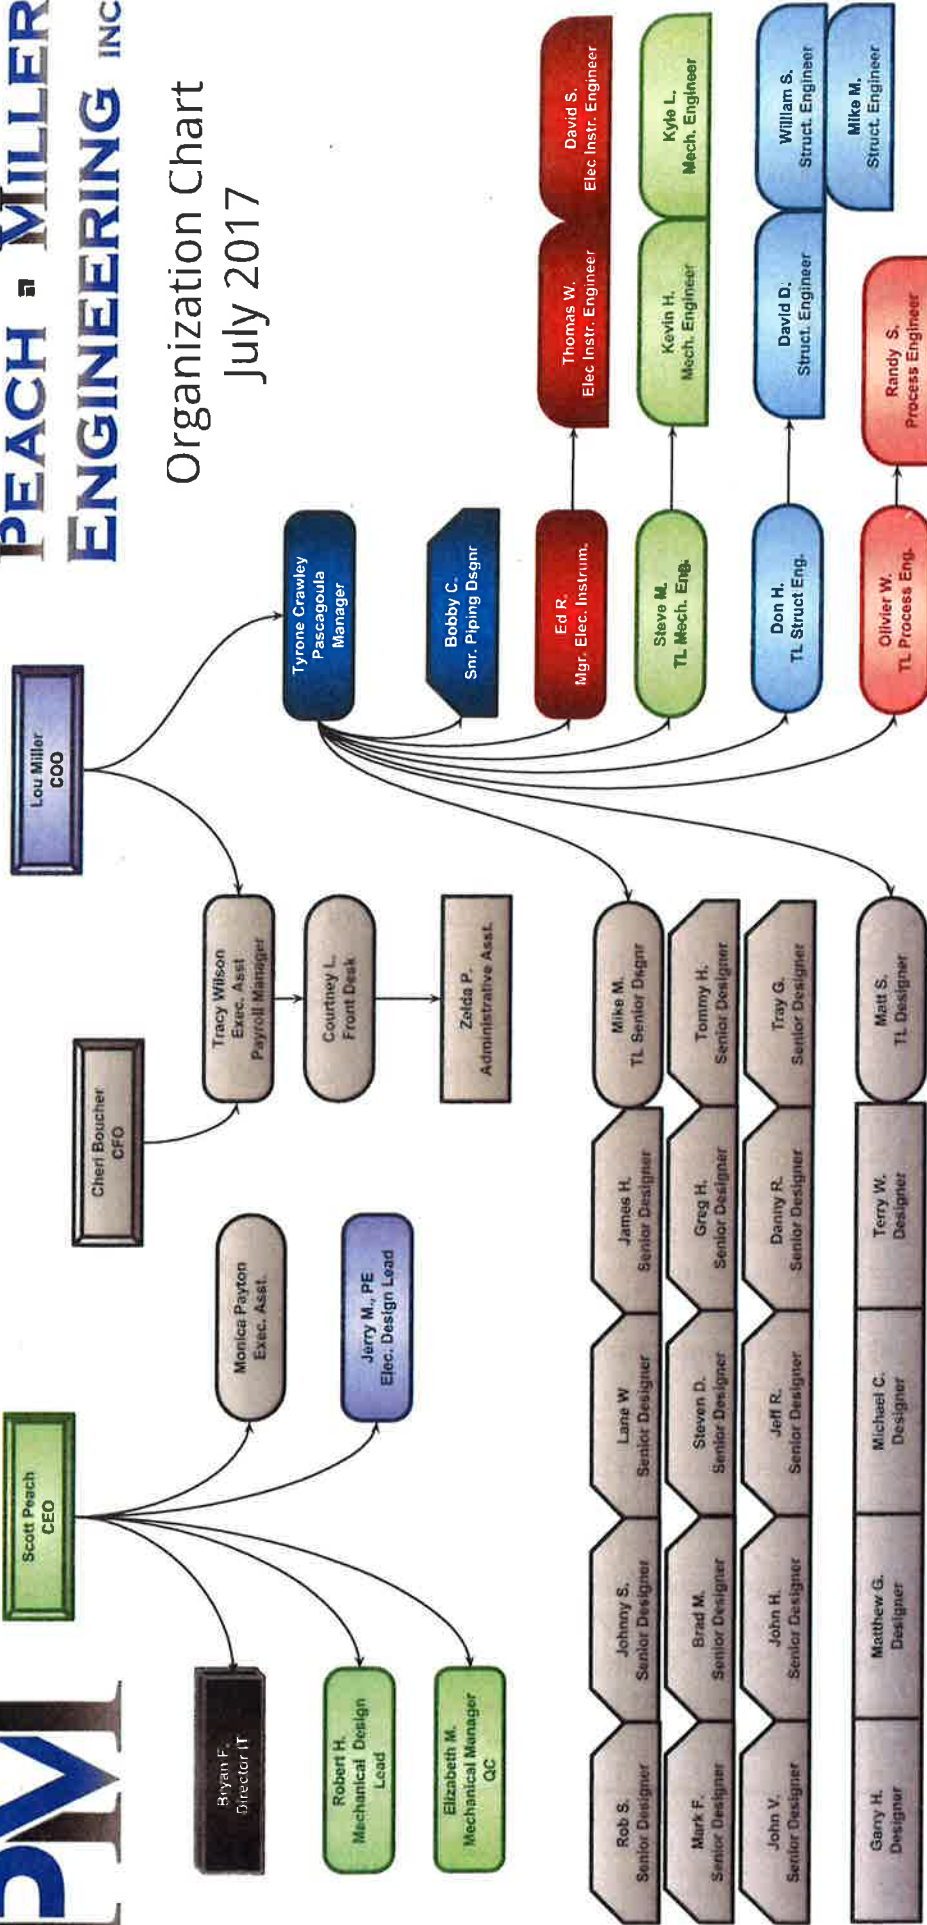 PM
PEACH MILLER
ENGINEERING INC
Organization Chart
July 2017
Scott Peach
CEO
Cheri Boucher
CFO
Lou Miller
COO
Bryan F.
Director IT
Monica Payton
Exec. Asst.
Robert H.
Mechanical Design
Lead
Jerry M., PE
Elec. Design Lead
Elizabeth M.
Mechanical Manager
QC
Tracy Wilson
Exec. Asst
Payroll Manager
Courtney L.
Front Desk
Zelda P.
Administrative Asst.
Tyrone Crawley
Pascagoula
Manager
Bobby C.
Snr. Piping Dsgnr
Ed R.
Mgr. Elec. Instrum.
Thomas W.
Elec Instr. Engineer
David S.
Elec Instr. Engineer
Steve M.
TL Mech. Eng.
Kevin H.
Mech. Engineer
Kyle L.
Mech. Engineer
Don H.
TL Struct Eng.
David D.
Struct. Engineer
William S.
Struct. Engineer
Mike M.
Struct. Engineer
Olivier W.
TL Process Eng.
Randy S.
Process Engineer
Rob S.
Senior Designer
Johnny S.
Senior Designer
Lane W
Senior Designer
James H.
Senior Designer
Mike M.
TL Senior Dsgnr
Mark F.
Senior Designer
Brad M.
Senior Designer
Steven D.
Senior Designer
Greg H.
Senior Designer
Tommy H.
Senior Designer
John V.
Senior Designer
John H.
Senior Designer
Jeff R.
Senior Designer
Danny R.
Senior Designer
Tray G.
Senior Designer
Garry H.
Designer
Matthew G.
Designer
Michael C.
Designer
Terry W.
Designer
Matt S.
TL Designer